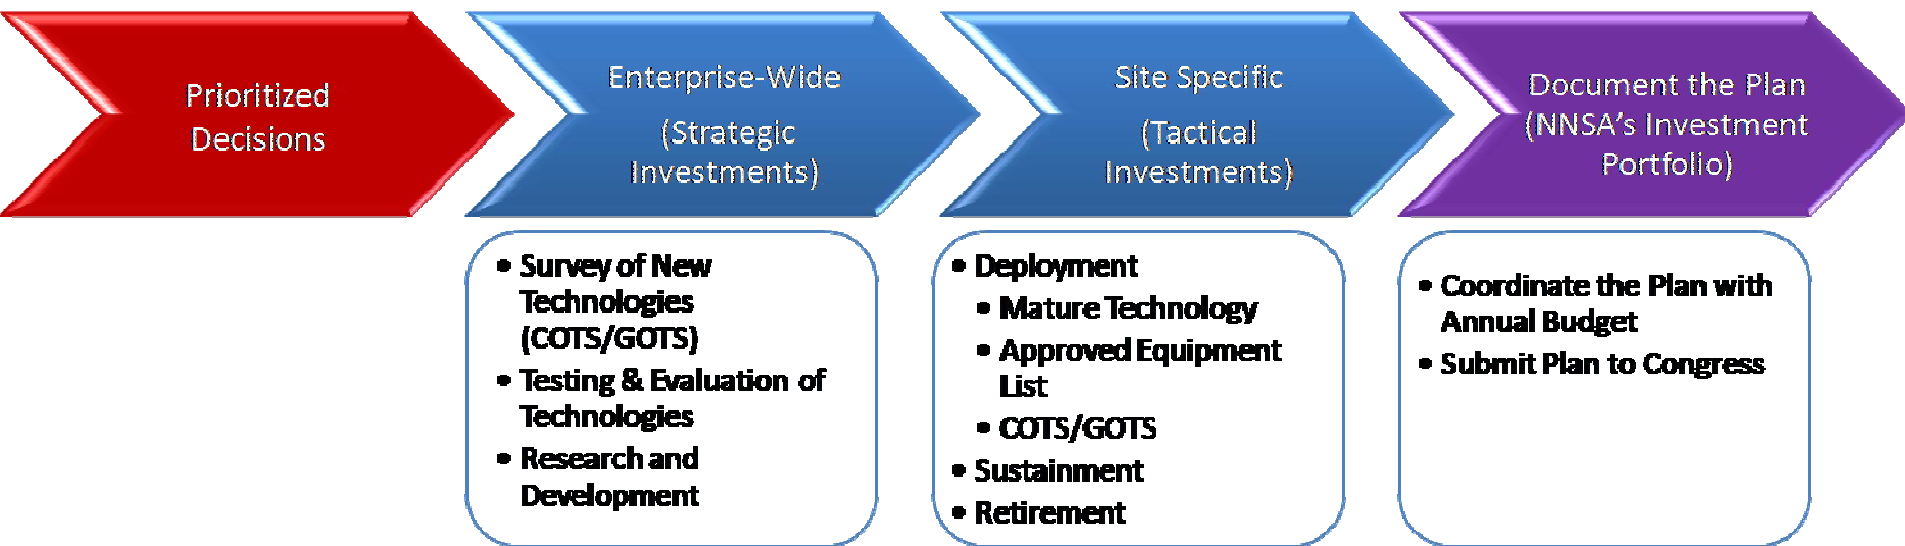 Prioritized
Decisions
Enterprise-Wide
(Strategic
Investments)
Site Specific
(Tactical
Investments)
Document the Plan
(NNSA's Investment
Portfolio)
• Survey of New
Technologies
(COTS/GOTS)
• Testing & Evaluation of
Technologies
• Research and
Development
• Deployment
• Mature Technology
• Approved Equipment
List
• COTS/GOTS
• Sustainment
• Retirement
• Coordinate the Plan with
Annual Budget
• Submit Plan to Congress